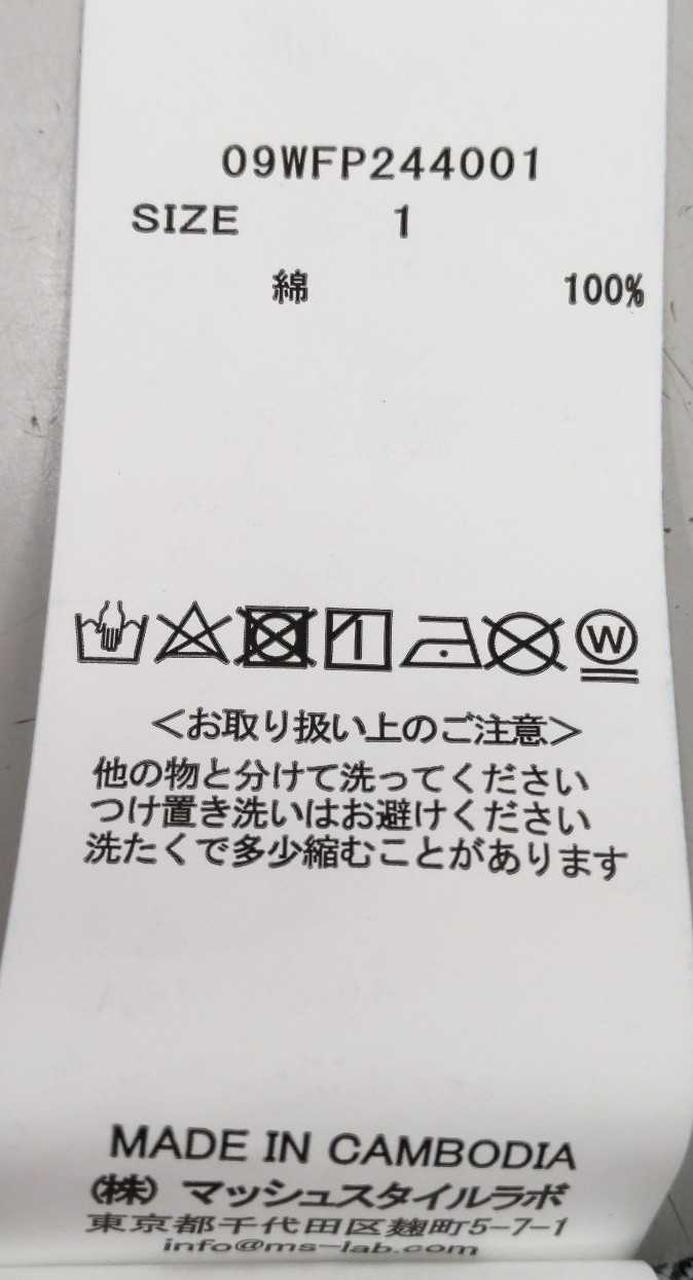 09WFP244001
SIZE 1
綿 100%
W
<お取り扱い上のご注意>
他の物と分けて洗ってください
つけ置き洗いはお避けください
洗たくで多少縮むことがあります
MADE IN CAMBODIA
(株) マッシュスタイルラボ
東京都千代田区麹町5-7-1
info@ms-lab.com